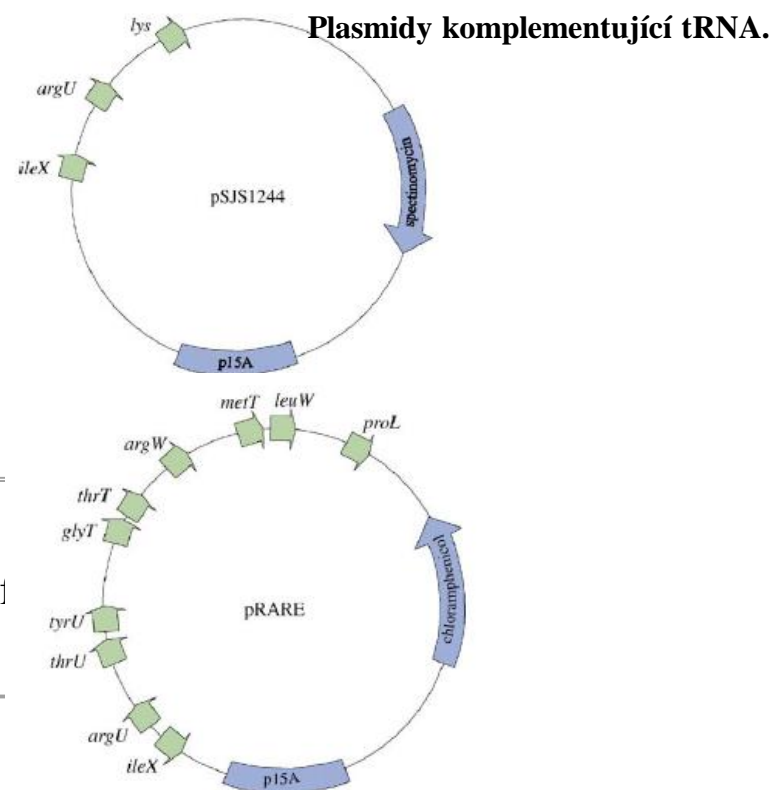 Plasmidy komplementující tRNA.
lys
argU
ileX
spectinomycin
pSJS1244
p15A
metT leuW
proL
argW
thrT
glyT
chloramphenicol
pRARE
tyrU
thrU
argU
ileX
p15A